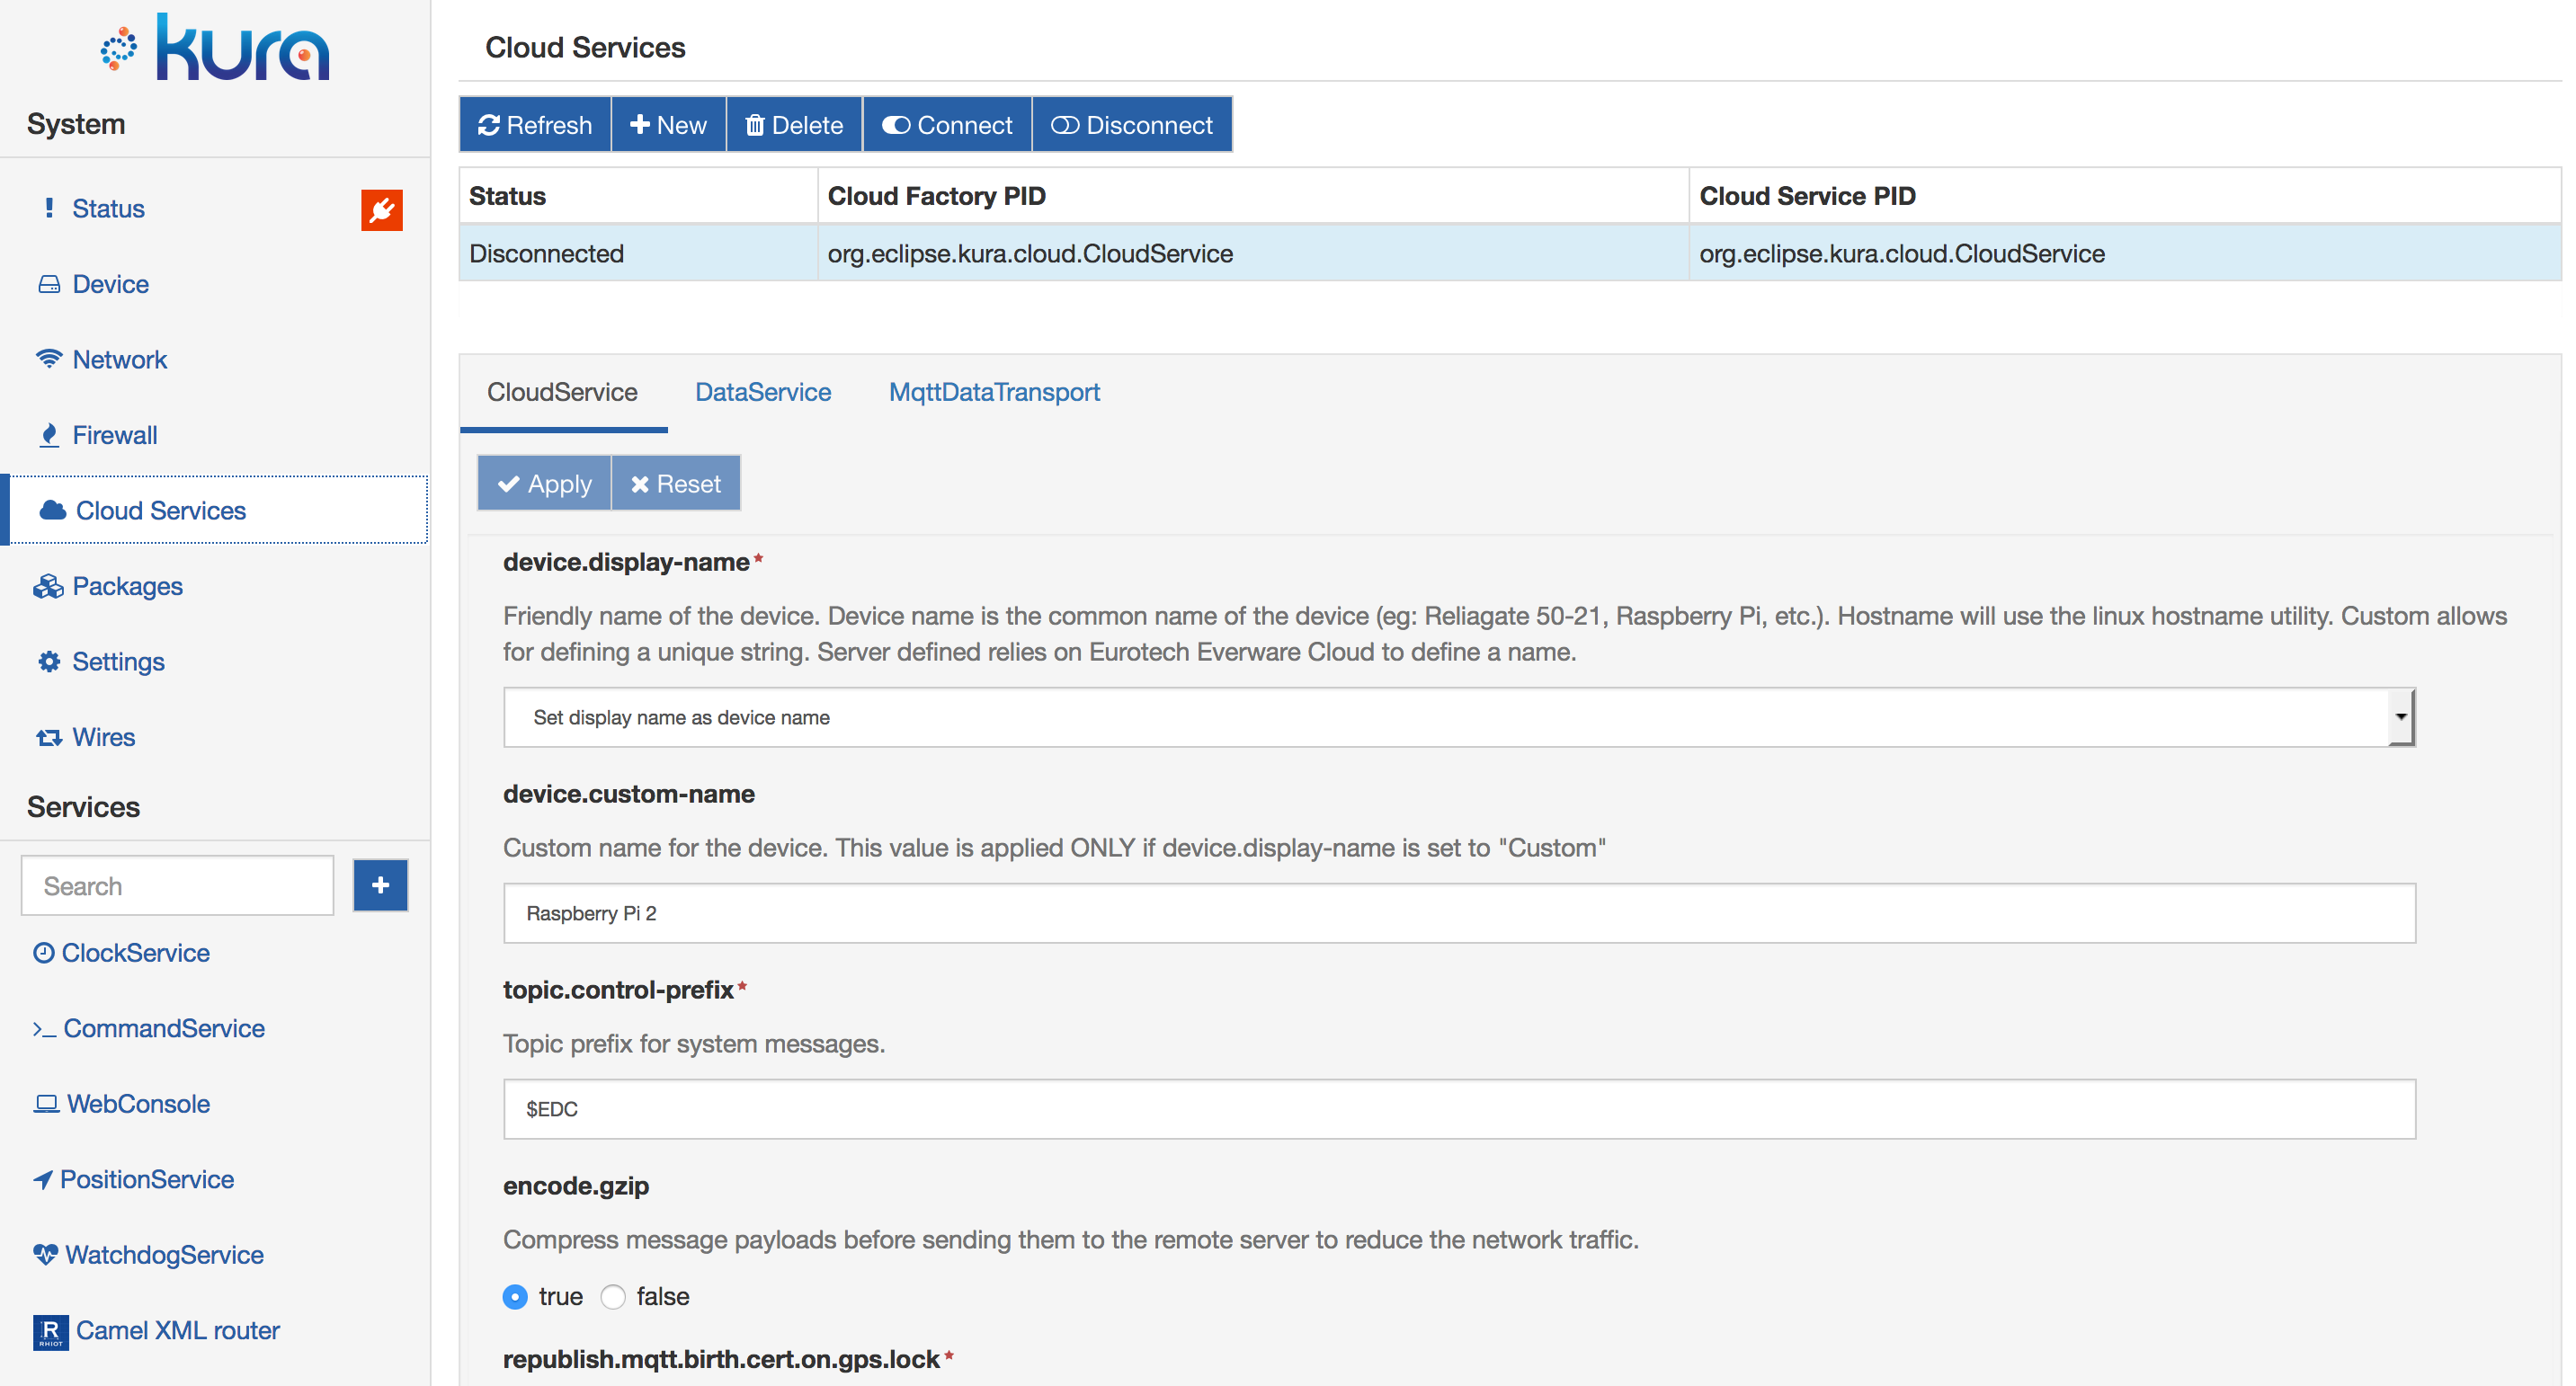 kura
System
Status
Device
Network
Firewall
Cloud Services
Packages
Settings
Wires
Services
Search
ClockService
CommandService
WebConsole
PositionService
WatchdogService
R
RHIOT
Camel XML router
Cloud Services
Refresh
New
Delete
Connect
Disconnect
Status Cloud Factory PID Cloud Service PID
Disconnected org.eclipse.kura.cloud.CloudService org.eclipse.kura.cloud.CloudService
CloudService DataService MqttDataTransport
Apply
Reset
device.display-name*
Friendly name of the device. Device name is the common name of the device (eg: Reliagate 50-21, Raspberry Pi, etc.). Hostname will use the linux hostname utility. Custom allows
for defining a unique string. Server defined relies on Eurotech Everware Cloud to define a name.
Set display name as device name
device.custom-name
Custom name for the device. This value is applied ONLY if device.display-name is set to "Custom"
Raspberry Pi 2
topic.control-prefix*
Topic prefix for system messages.
$EDC
encode.gzip
Compress message payloads before sending them to the remote server to reduce the network traffic.
true false
republish.mqtt.birth.cert.on.gps.lock*